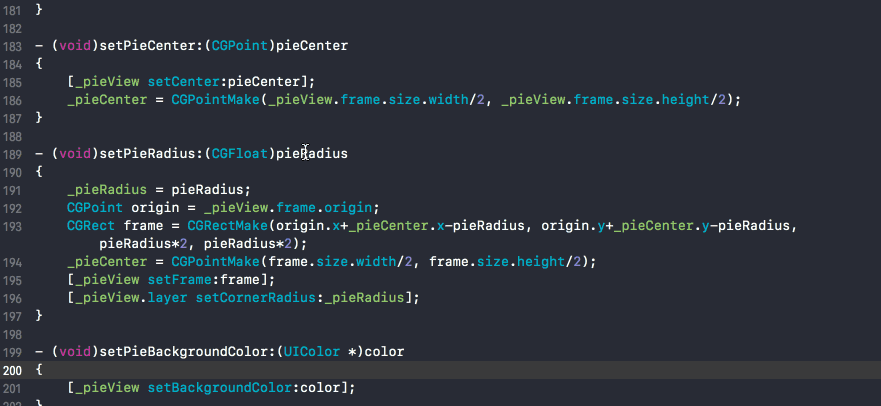 181 }
182
183 - (void)setPieCenter:(CGPoint)pieCenter
184 {
185     [_pieView setCenter:pieCenter];
186     _pieCenter = CGPointMake(_pieView.frame.size.width/2, _pieView.frame.size.height/2);
187 }
188
189 - (void)setPieRadius:(CGFloat)pieRadius
190 {
191     _pieRadius = pieRadius;
192     CGPoint origin = _pieView.frame.origin;
193     CGRect frame = CGRectMake(origin.x+_pieCenter.x-pieRadius, origin.y+_pieCenter.y-pieRadius,
        pieRadius*2, pieRadius*2);
194     _pieCenter = CGPointMake(frame.size.width/2, frame.size.height/2);
195     [_pieView setFrame:frame];
196     [_pieView.layer setCornerRadius:_pieRadius];
197 }
198
199 - (void)setPieBackgroundColor:(UIColor *)color
200 {
201     [_pieView setBackgroundColor:color];